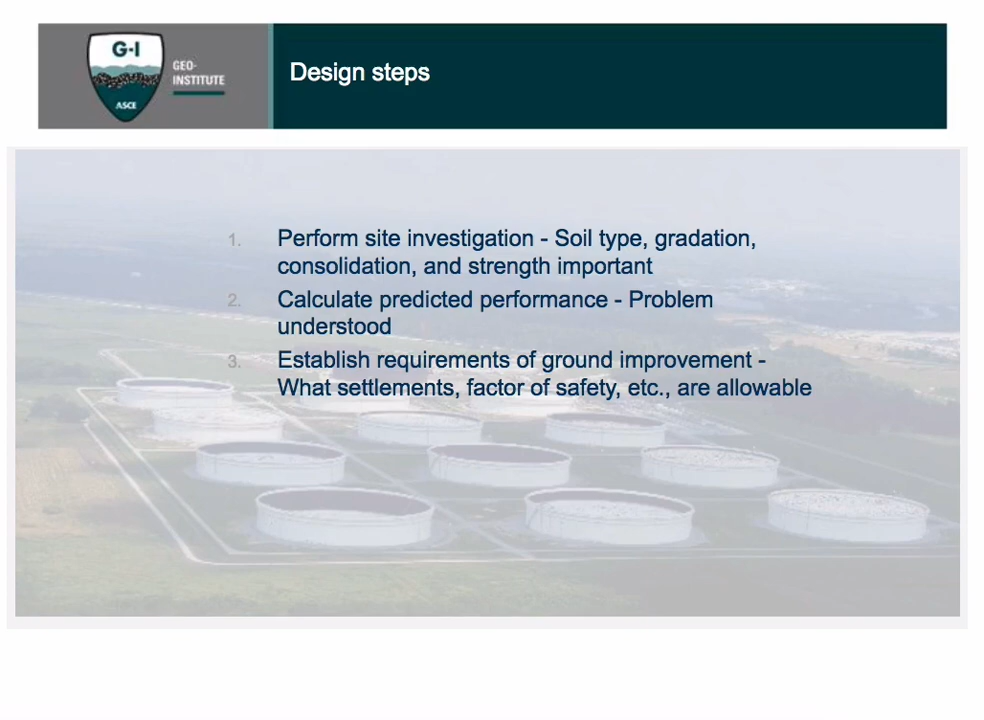 G-I
GEO-
INSTITUTE
ASCE
Design steps
1. Perform site investigation - Soil type, gradation,
consolidation, and strength important
2. Calculate predicted performance - Problem
understood
3. Establish requirements of ground improvement -
What settlements, factor of safety, etc., are allowable